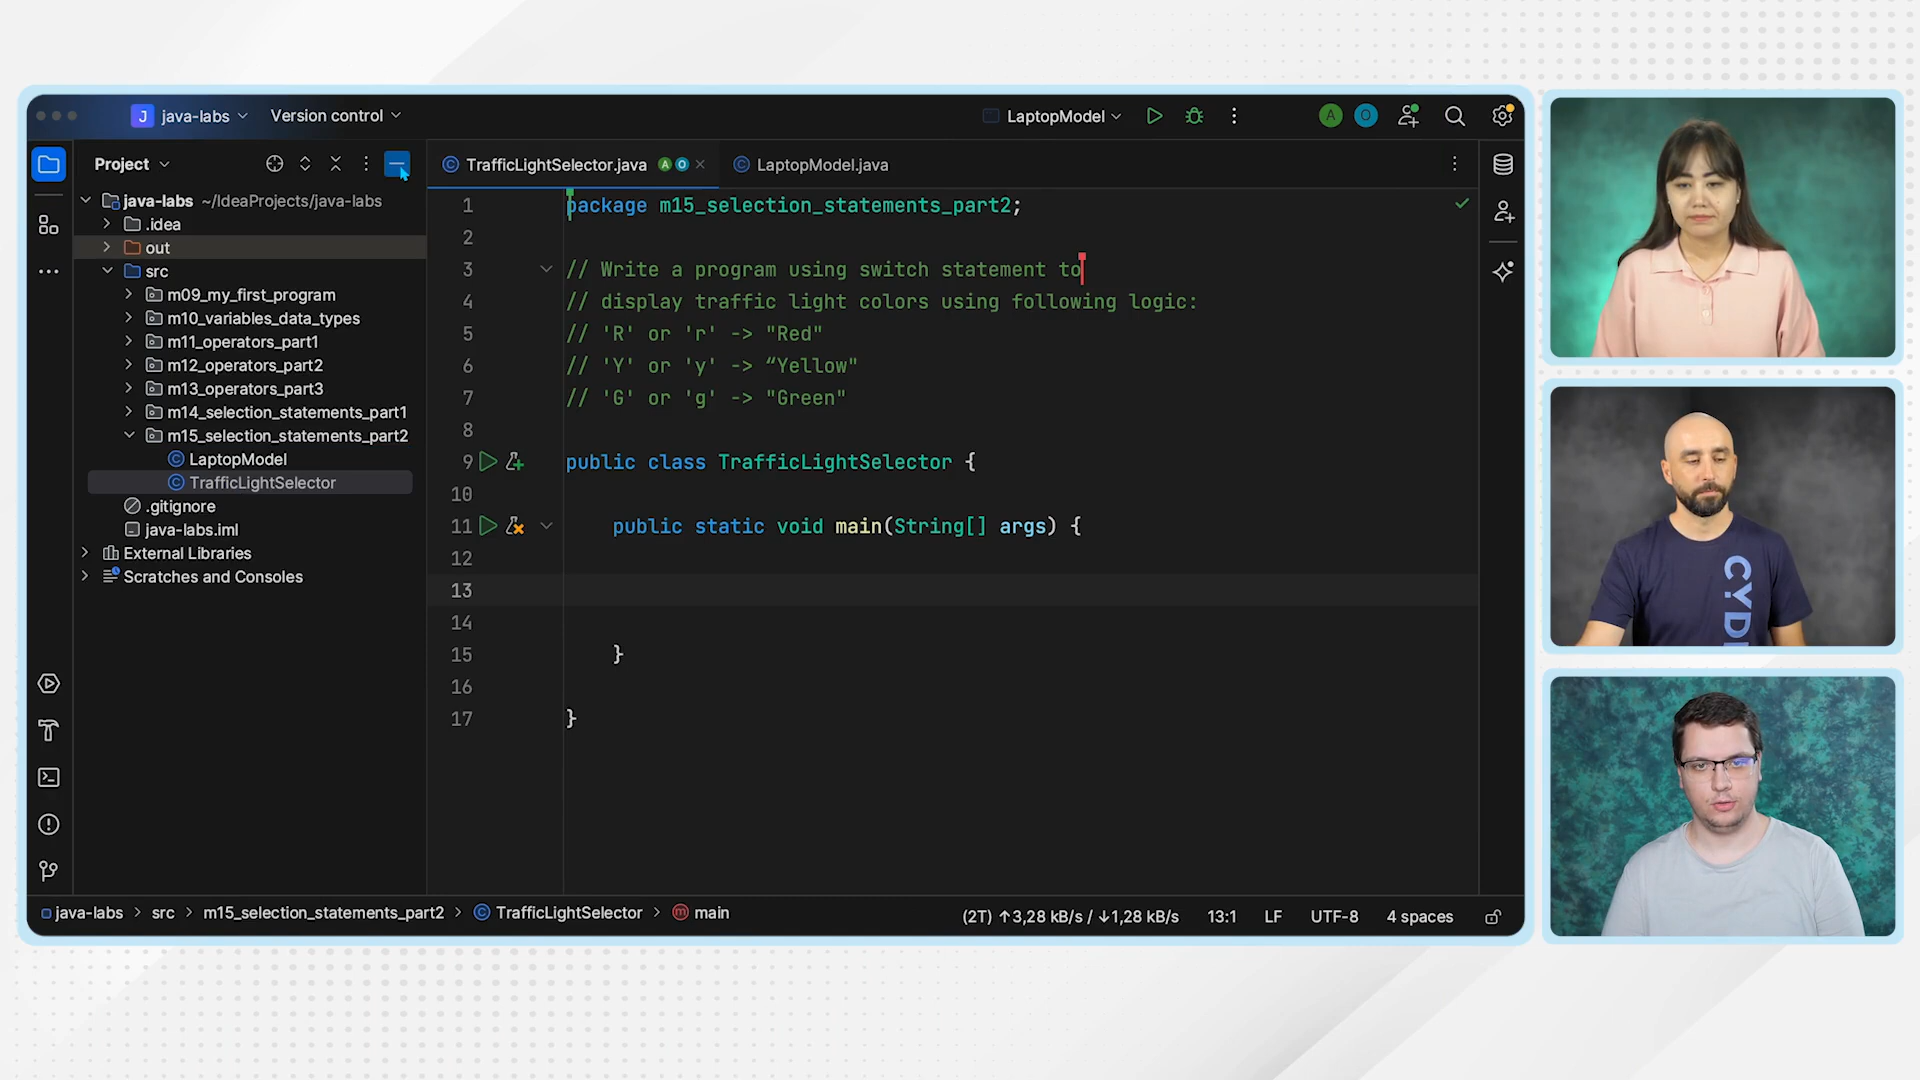 J java-labs Version control LaptopModel A O
Project
TrafficLightSelector.java A O LaptopModel.java
java-labs ~/IdeaProjects/java-labs
.idea
out
src
m09_my_first_program
m10_variables_data_types
m11_operators_part1
m12_operators_part2
m13_operators_part3
m14_selection_statements_part1
m15_selection_statements_part2
LaptopModel
TrafficLightSelector
.gitignore
java-labs.iml
External Libraries
Scratches and Consoles
1 package m15_selection_statements_part2;
2
3 // Write a program using switch statement to
4 // display traffic light colors using following logic:
5 // 'R' or 'r' -> "Red"
6 // 'Y' or 'y' -> “Yellow"
7 // 'G' or 'g' -> "Green"
8
9 public class TrafficLightSelector {
10
11 public static void main(String[] args) {
12
13
14
15 }
16
17 }
java-labs > src > m15_selection_statements_part2 > TrafficLightSelector > m main
(2T) ↑3,28 kB/s / ↓1,28 kB/s 13:1 LF UTF-8 4 spaces